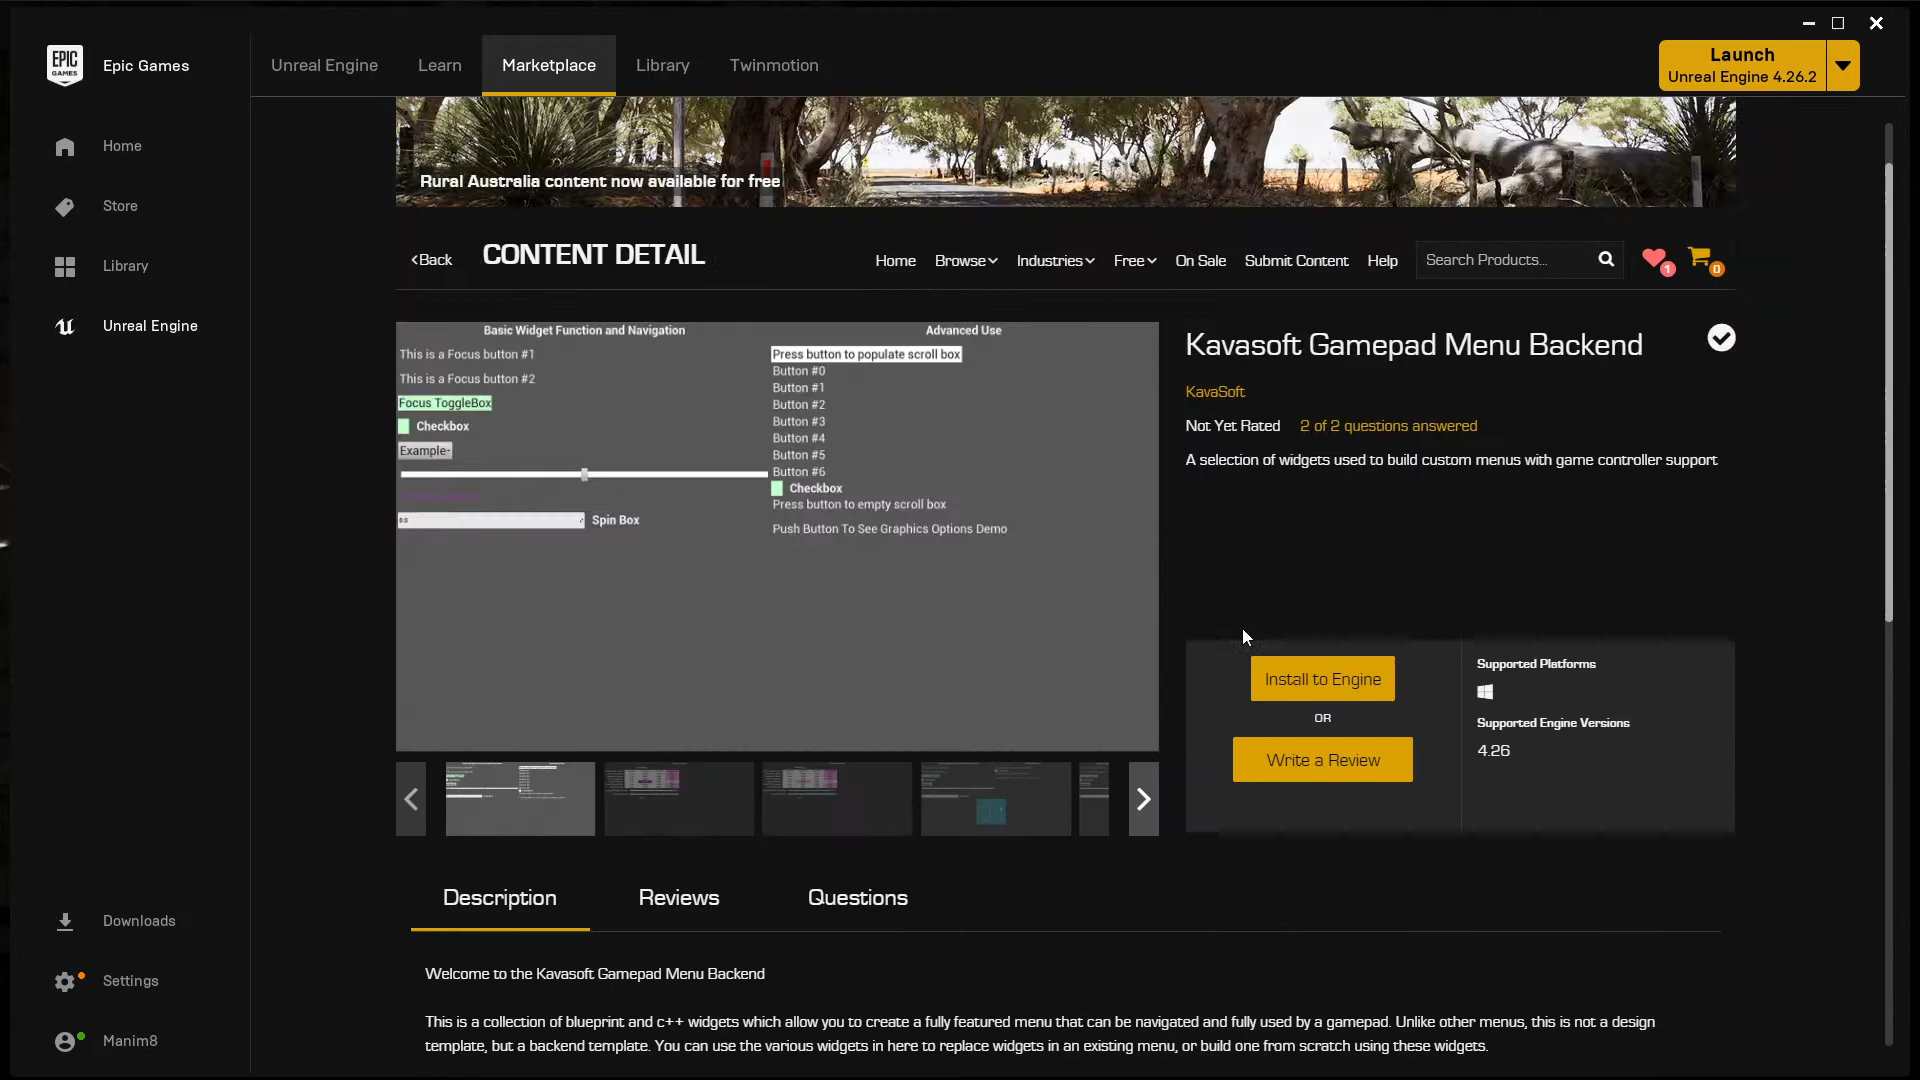 EPIC GAMES
Epic Games
Unreal Engine
Learn
Marketplace
Library
Twinmotion
Launch
Unreal Engine 4.26.2
Home
Store
Library
Unreal Engine
Rural Australia content now available for free
Back
CONTENT DETAIL
Home
Browse
Industries
Free
On Sale
Submit Content
Help
Search Products...
1
0
Basic Widget Function and Navigation
This is a Focus button #1
This is a Focus button #2
Focus ToggleBox
Checkbox
Example-
Spin Box
Advanced Use
Press button to populate scroll box
Button #0
Button #1
Button #2
Button #3
Button #4
Button #5
Button #6
Checkbox
Press button to empty scroll box
Push Button To See Graphics Options Demo
Kavasoft Gamepad Menu Backend
KavaSoft
Not Yet Rated
2 of 2 questions answered
A selection of widgets used to build custom menus with game controller support
Install to Engine
OR
Write a Review
Supported Platforms
Supported Engine Versions
4.26
Description
Reviews
Questions
Welcome to the Kavasoft Gamepad Menu Backend
This is a collection of blueprint and c++ widgets which allow you to create a fully featured menu that can be navigated and fully used by a gamepad. Unlike other menus, this is not a design
template, but a backend template. You can use the various widgets in here to replace widgets in an existing menu, or build one from scratch using these widgets.
Downloads
Settings
Manim8